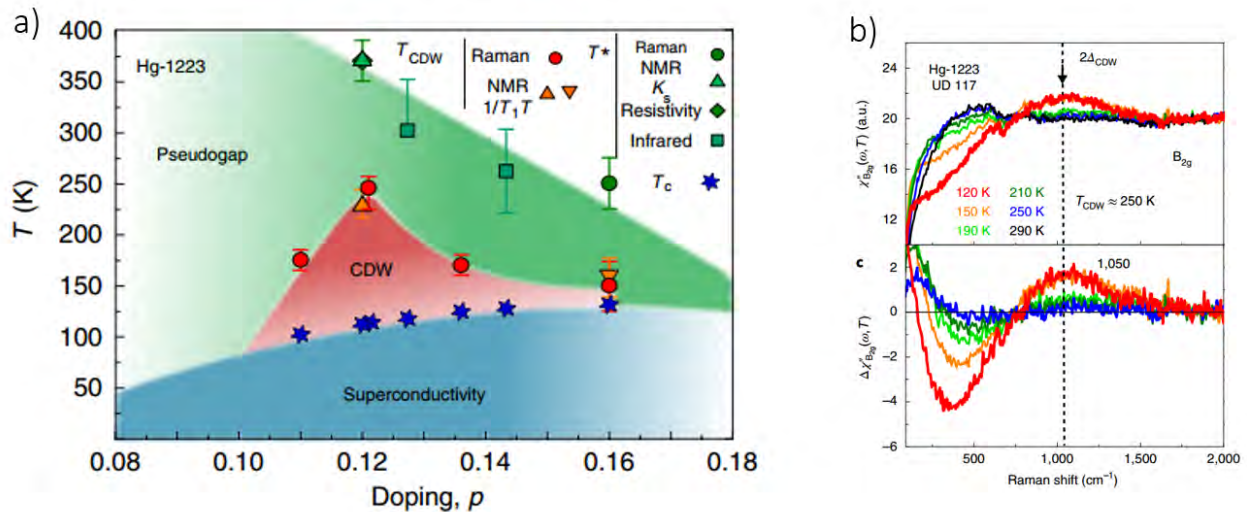 a)
400
350
300
250
200
150
100
50
T (K)
0.08 0.10 0.12 0.14 0.16 0.18
Doping, p
Hg-1223
Pseudogap
CDW
Superconductivity
T_CDW
Raman
NMR
1/T₁T
T*
Raman
NMR
K_s
Resistivity
Infrared
T_c
b)
2Δ_CDW
Hg-1223
UD 117
24
20
16
12
χ″_B2g(ω,T) (a.u.)
B_2g
120 K 210 K
150 K 250 K
190 K 290 K
T_CDW ≈ 250 K
c
1,050
2
0
−2
−4
−6
Δχ″_B2g(ω,T)
500 1,000 1,500 2,000
Raman shift (cm⁻¹)